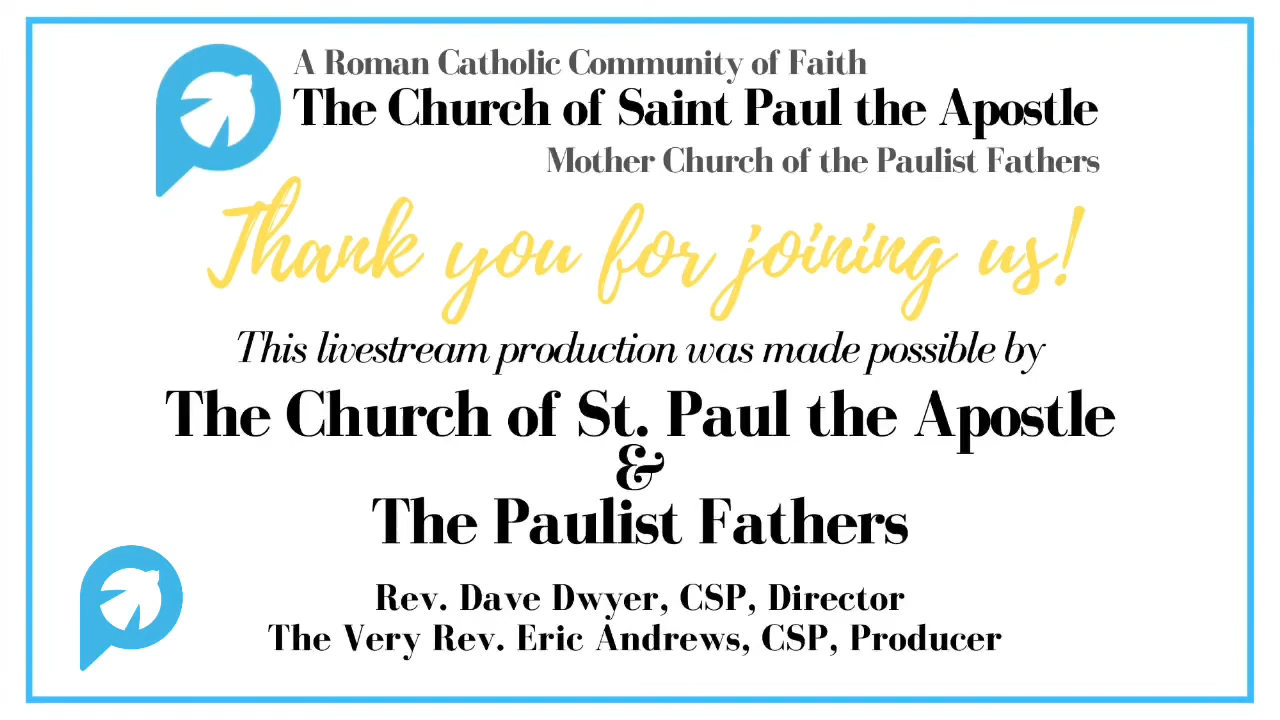 A Roman Catholic Community of Faith
The Church of Saint Paul the Apostle
Mother Church of the Paulist Fathers
Thank you for joining us!
This livestream production was made possible by
The Church of St. Paul the Apostle
&
The Paulist Fathers
Rev. Dave Dwyer, CSP, Director
The Very Rev. Eric Andrews, CSP, Producer